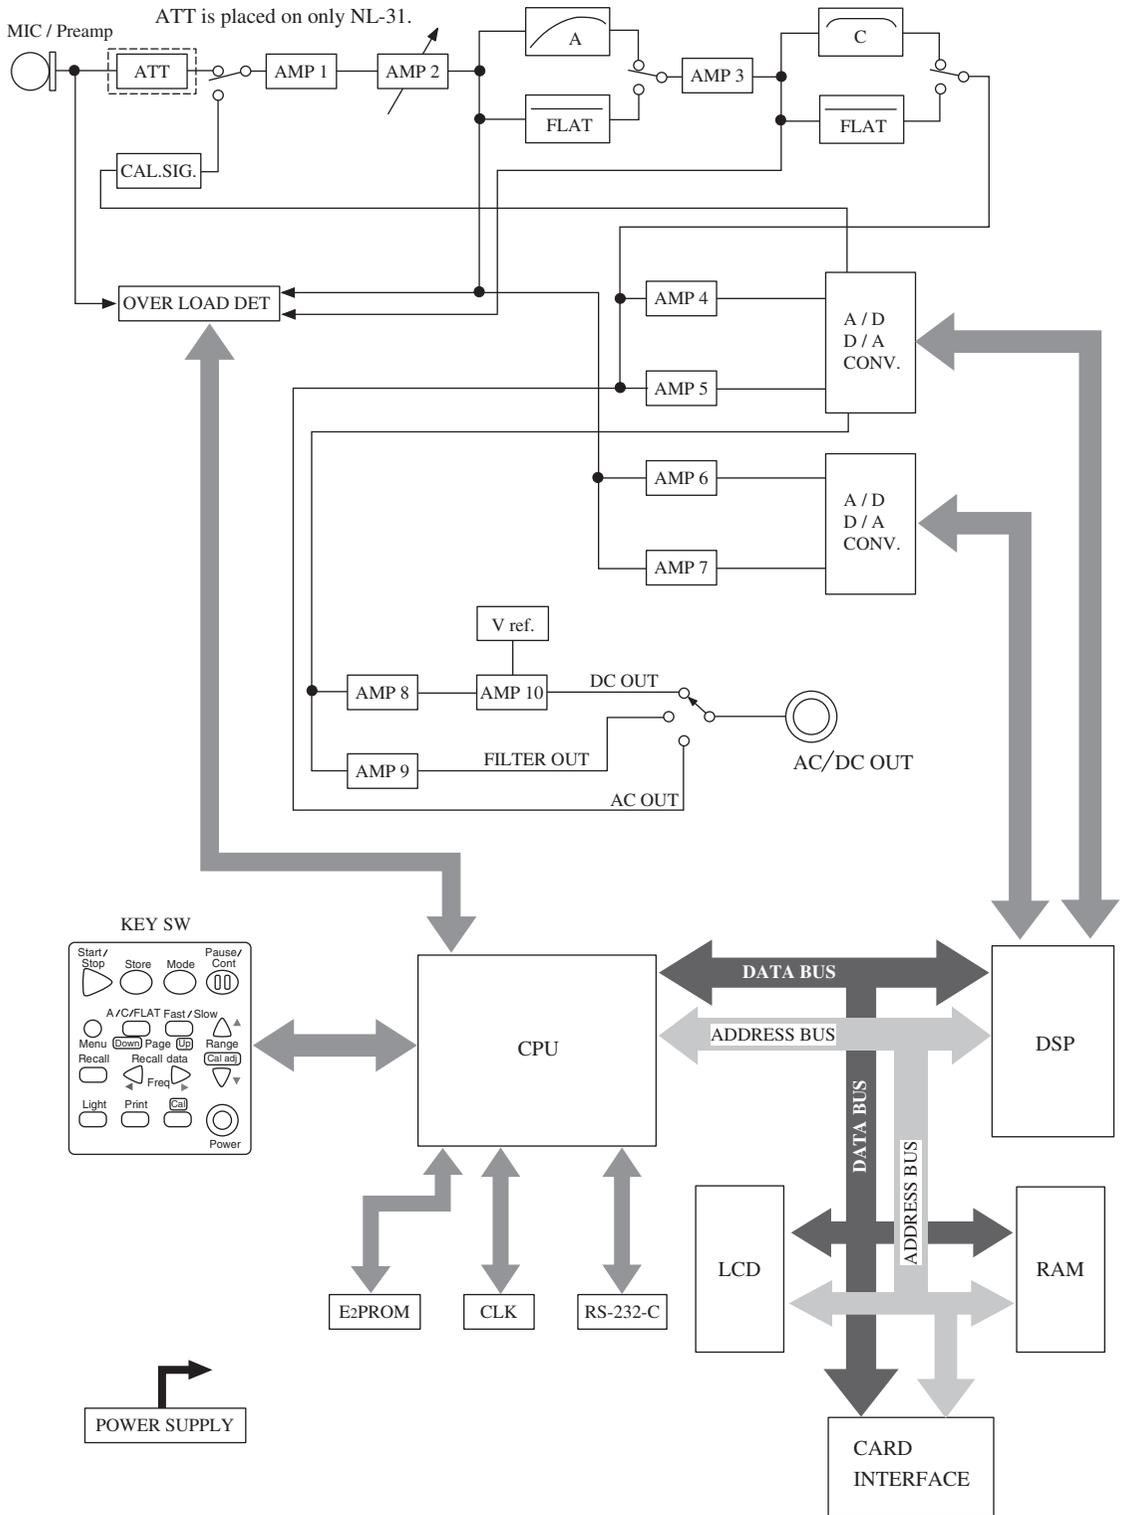 ATT is placed on only NL-31.
MIC / Preamp
ATT
AMP 1
AMP 2
A
FLAT
AMP 3
C
FLAT
CAL.SIG.
OVER LOAD DET
AMP 4
AMP 5
A / D
D / A
CONV.
AMP 6
AMP 7
A / D
D / A
CONV.
V ref.
AMP 8
AMP 10
DC OUT
AMP 9
FILTER OUT
AC OUT
AC/DC OUT
KEY SW
Start/
Stop
Store
Mode
Pause/
Cont
A/C/FLAT
Fast/Slow
Menu
Down
Page
Up
Range
Recall
Recall data
Cal adj
Freq
Light
Print
Cal
Power
CPU
DATA BUS
ADDRESS BUS
DSP
DATA BUS
ADDRESS BUS
LCD
RAM
E2PROM
CLK
RS-232-C
POWER SUPPLY
CARD
INTERFACE